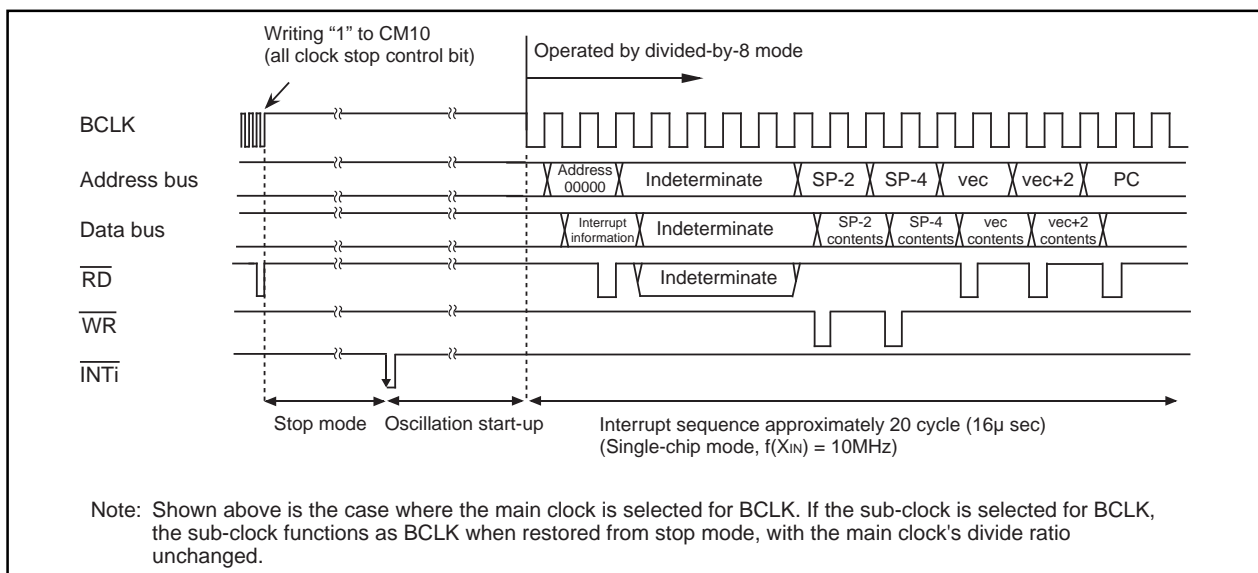 Writing “1” to CM10
(all clock stop control bit)
Operated by divided-by-8 mode
BCLK
Address bus
Address
00000
Indeterminate
SP-2
SP-4
vec
vec+2
PC
Data bus
Interrupt
information
Indeterminate
SP-2
contents
SP-4
contents
vec
contents
vec+2
contents
RD
Indeterminate
WR
INTi
Stop mode
Oscillation start-up
Interrupt sequence approximately 20 cycle (16µ sec)
(Single-chip mode, f(XIN) = 10MHz)
Note: Shown above is the case where the main clock is selected for BCLK. If the sub-clock is selected for BCLK,
the sub-clock functions as BCLK when restored from stop mode, with the main clock's divide ratio
unchanged.